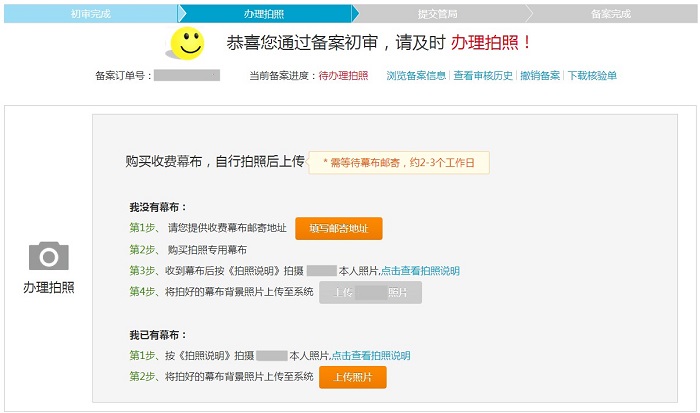 初审完成 办理拍照 提交管局 备案完成
恭喜您通过备案初审，请及时 办理拍照！
备案订单号： 当前备案进度：待办理拍照 浏览备案信息 | 查看审核历史 | 撤销备案 | 下载核验单
购买收费幕布，自行拍照后上传 * 需等待幕布邮寄，约2-3个工作日
我没有幕布：
第1步、 请您提供收费幕布邮寄地址 填写邮寄地址
第2步、 购买拍照专用幕布
第3步、 收到幕布后按《拍照说明》拍摄 本人照片,点击查看拍照说明
第4步、 将拍好的幕布背景照片上传至系统 上传 照片
办理拍照
我已有幕布：
第1步、 按《拍照说明》拍摄 本人照片,点击查看拍照说明
第2步、 将拍好的幕布背景照片上传至系统 上传照片